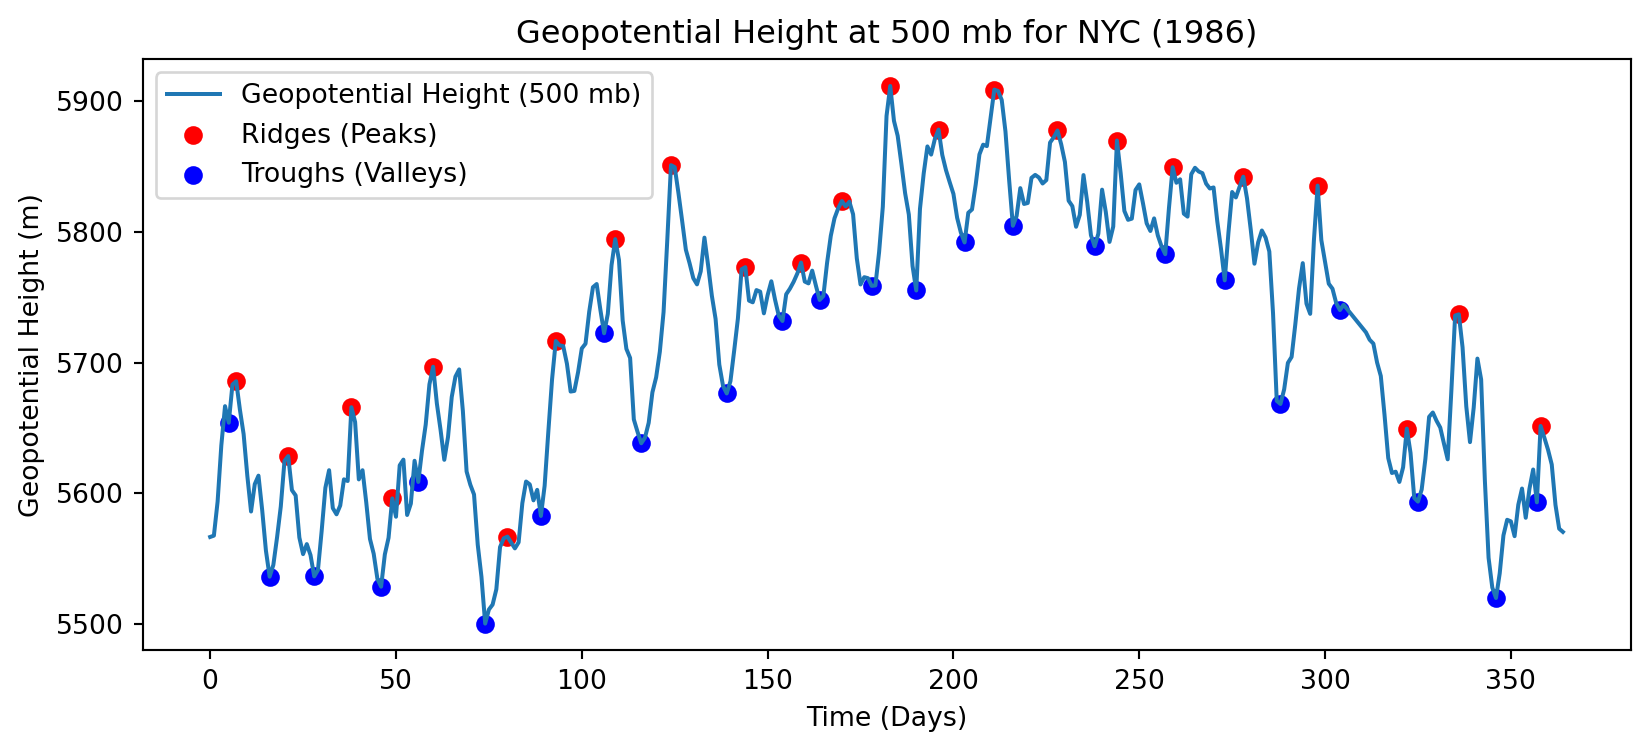 Geopotential Height at 500 mb for NYC (1986)
Geopotential Height (500 mb)
Ridges (Peaks)
Troughs (Valleys)
Geopotential Height (m)
5900
5800
5700
5600
5500
0 50 100 150 200 250 300 350
Time (Days)